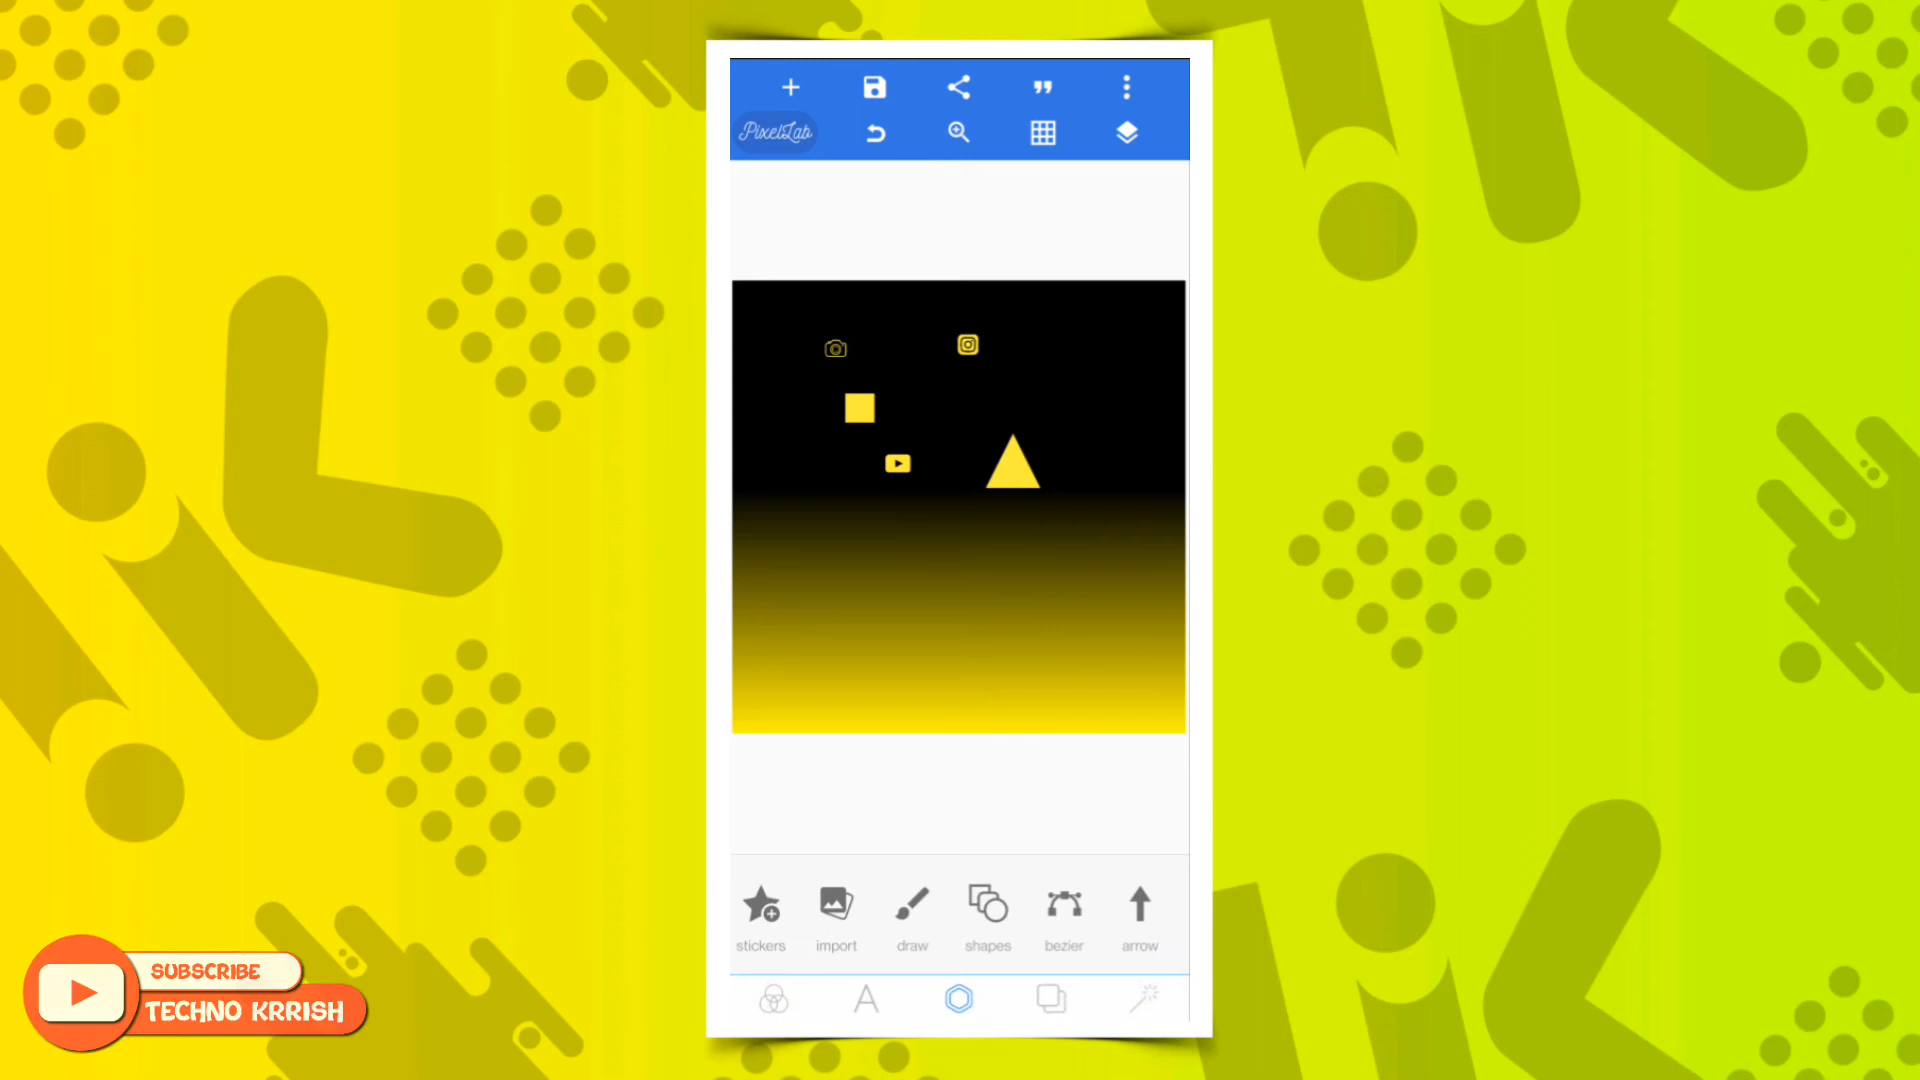 PixelLab
stickers import draw shapes bezier arrow
SUBSCRIBE
TECHNO KRRISH